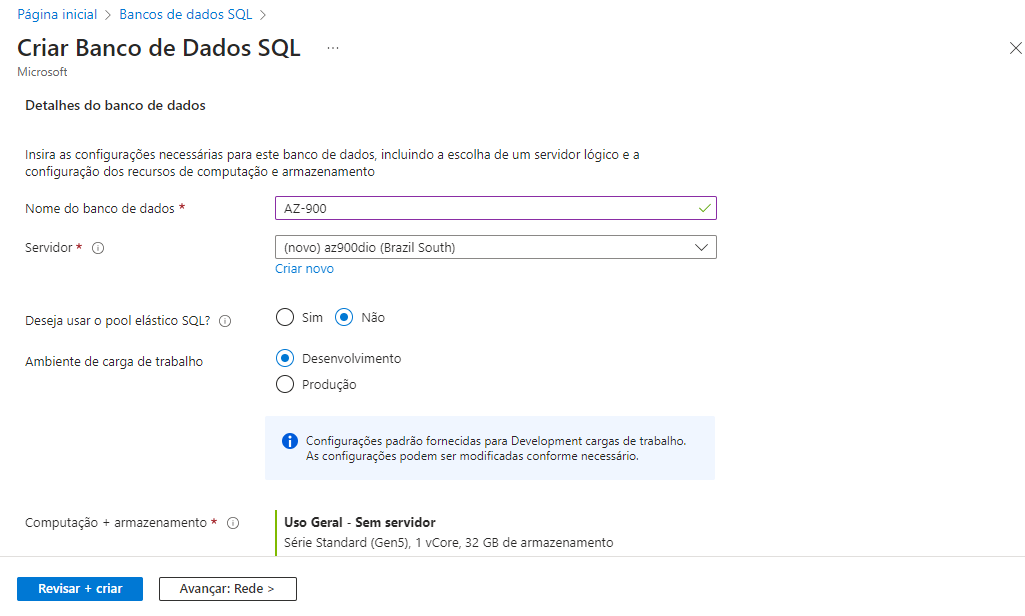 Página inicial > Bancos de dados SQL >
Criar Banco de Dados SQL ...
Microsoft
Detalhes do banco de dados
Insira as configurações necessárias para este banco de dados, incluindo a escolha de um servidor lógico e a
configuração dos recursos de computação e armazenamento
Nome do banco de dados *
AZ-900
Servidor *
(novo) az900dio (Brazil South)
Criar novo
Deseja usar o pool elástico SQL?
Sim
Não
Ambiente de carga de trabalho
Desenvolvimento
Produção
Configurações padrão fornecidas para Development cargas de trabalho.
As configurações podem ser modificadas conforme necessário.
Computação + armazenamento *
Uso Geral - Sem servidor
Série Standard (Gen5), 1 vCore, 32 GB de armazenamento
Revisar + criar
Avançar: Rede >